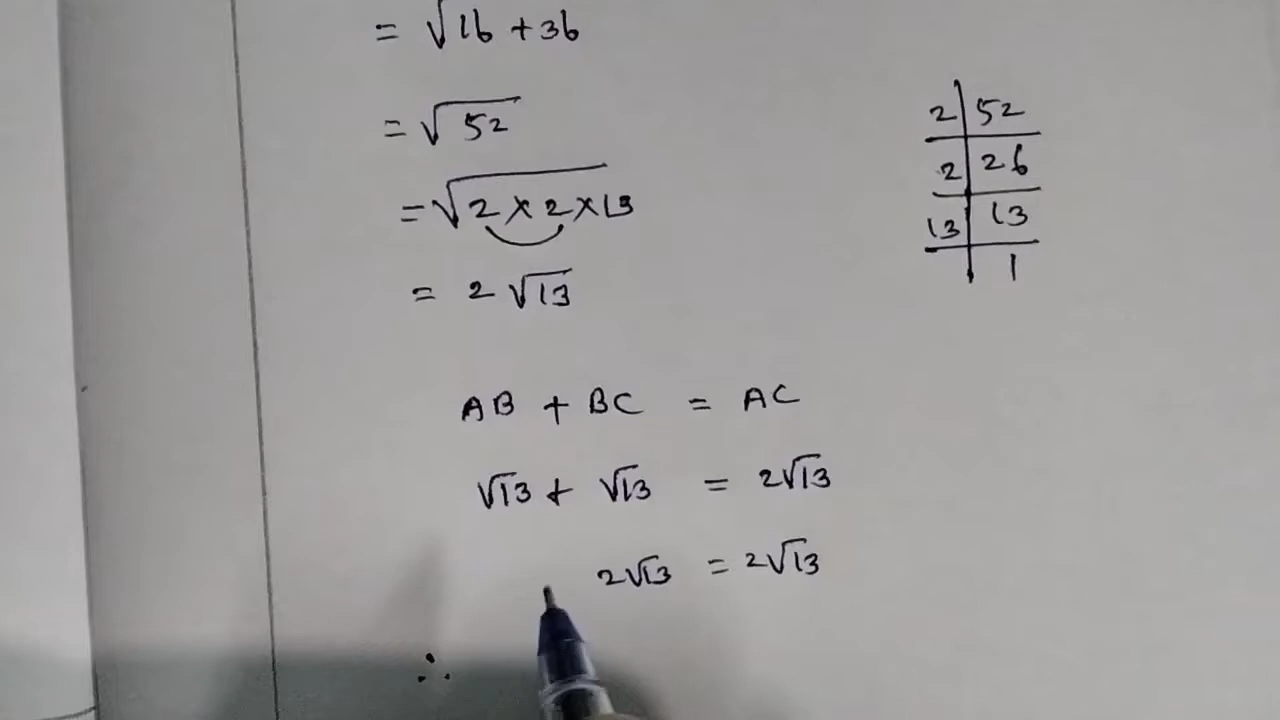 = √16 + 36
= √52
= √2 × 2 × 13
= 2 √13
2 | 52
2 | 26
13 | 13
1
AB + BC = AC
√13 + √13 = 2√13
2√13 = 2√13
∴